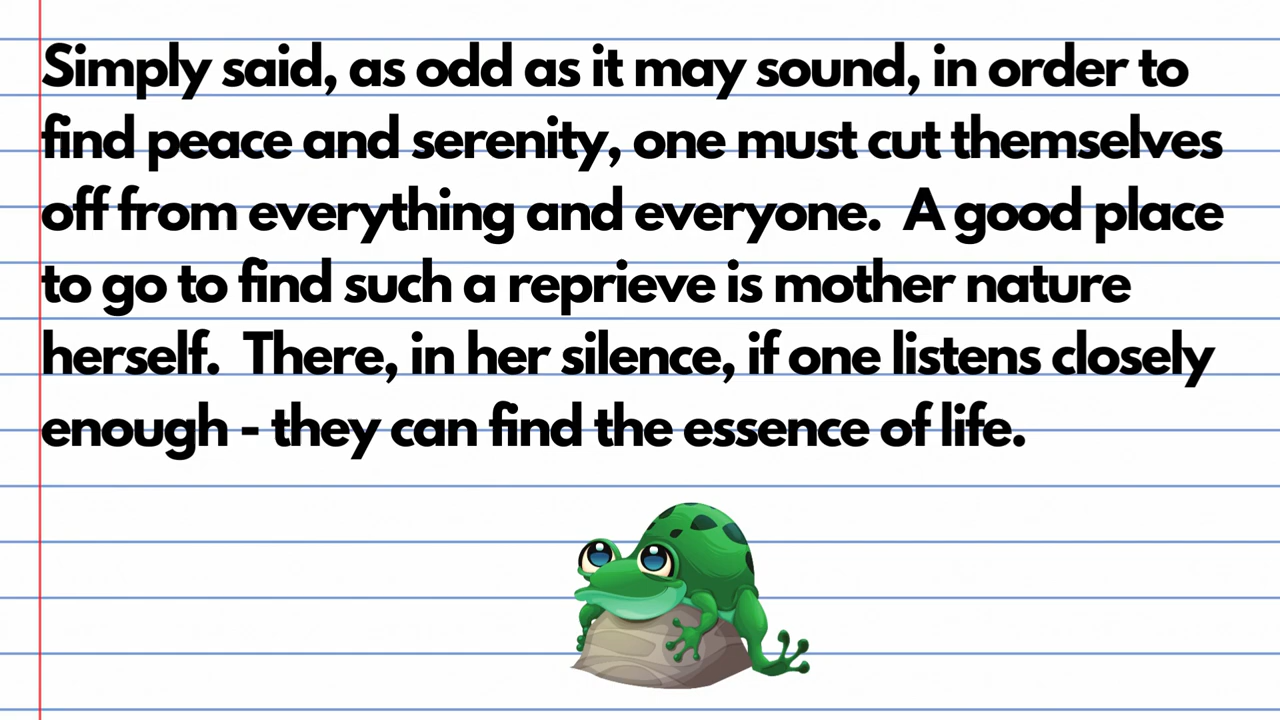 Simply said, as odd as it may sound, in order to
find peace and serenity, one must cut themselves
off from everything and everyone.  A good place
to go to find such a reprieve is mother nature
herself.  There, in her silence, if one listens closely
enough - they can find the essence of life.